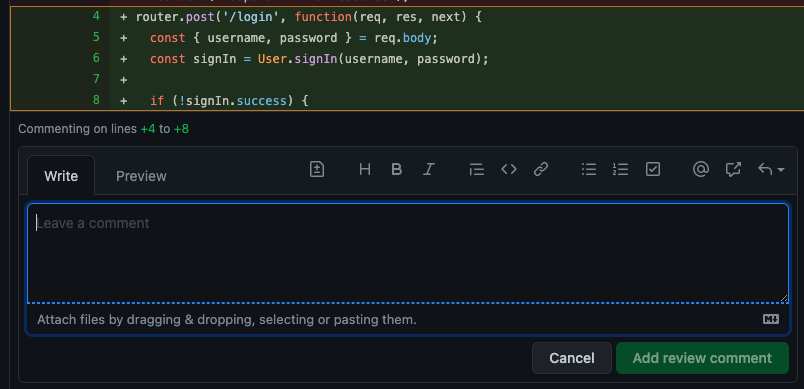 4 + router.post('/login', function(req, res, next) {
5 + const { username, password } = req.body;
6 + const signIn = User.signIn(username, password);
7 +
8 + if (!signIn.success) {
Commenting on lines +4 to +8
Write Preview
Leave a comment
Attach files by dragging & dropping, selecting or pasting them.
Cancel Add review comment